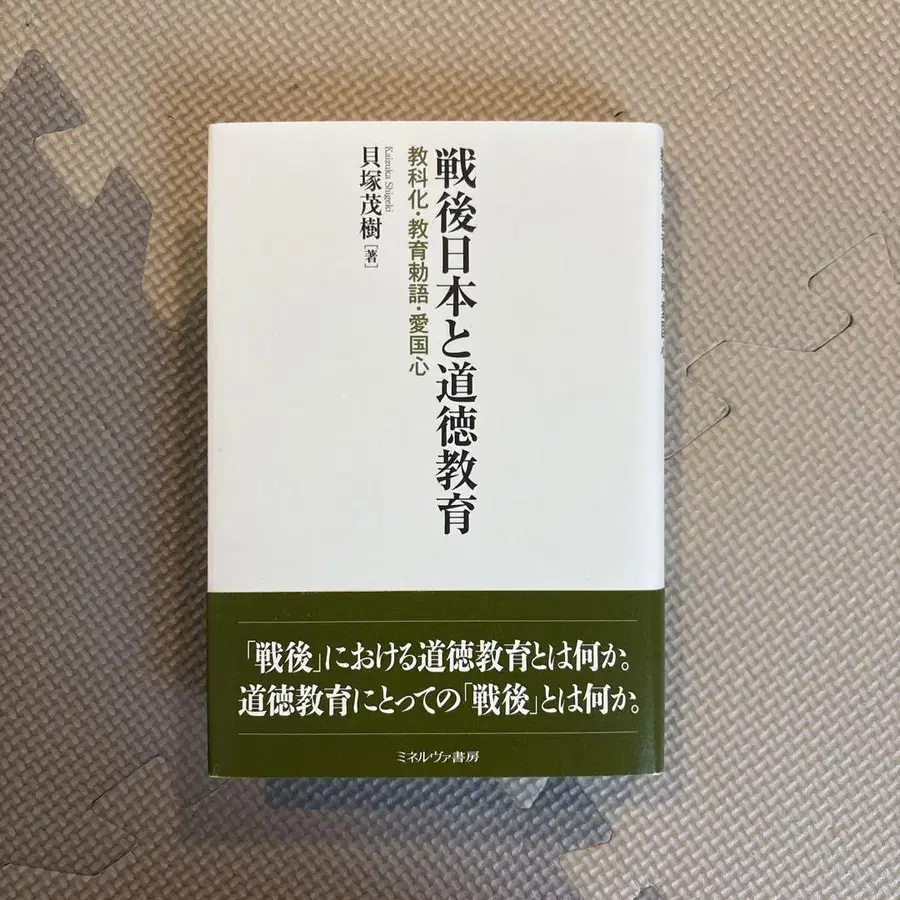 戦後日本と道徳教育
教科化・教育勅語・愛国心
Kaizuka Shigeki
貝塚茂樹[著]
「戦後」における道徳教育とは何か。
道徳教育にとっての「戦後」とは何か。
ミネルヴァ書房